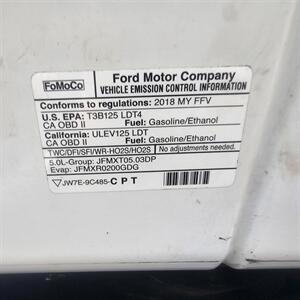 FoMoCo
Ford Motor Company
VEHICLE EMISSION CONTROL INFORMATION
Conforms to regulations: 2018 MY FFV
U.S. EPA: T3B125 LDT4
CA OBD II Fuel: Gasoline/Ethanol
California: ULEV125 LDT
CA OBD II Fuel: Gasoline/Ethanol
TWC/DFI/SFI/WR-HO2S/HO2S No adjustments needed.
5.0L-Group: JFMXT05.03DP
Evap: JFMXR0200GDG
JW7E-9C485-C P T